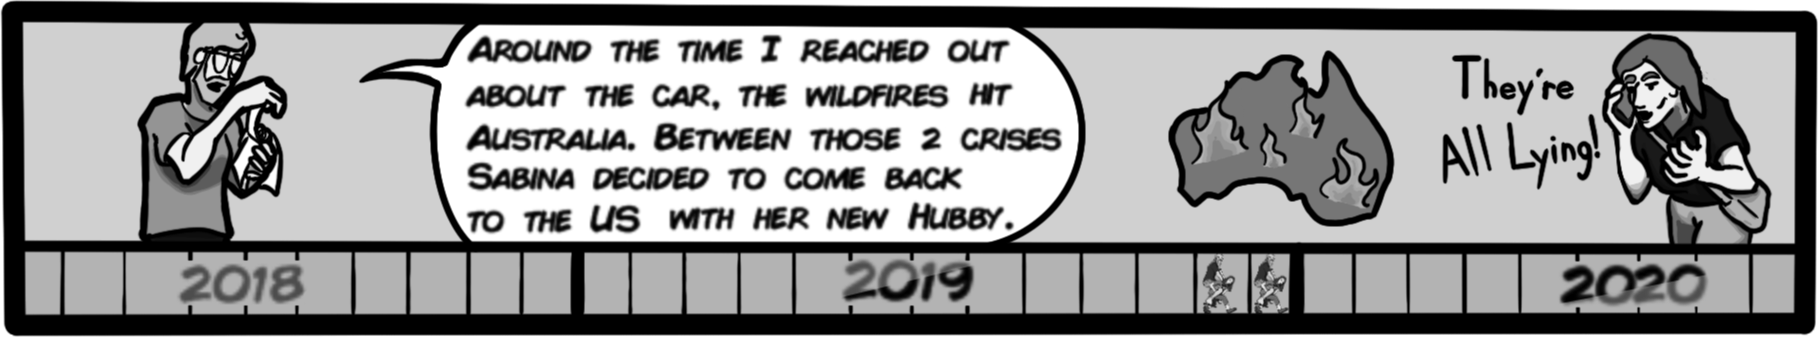 AROUND THE TIME I REACHED OUT
ABOUT THE CAR, THE WILDFIRES HIT
AUSTRALIA. BETWEEN THOSE 2 CRISES
SABINA DECIDED TO COME BACK
TO THE US WITH HER NEW HUBBY.
They're
All Lying!
2018
2019
2020